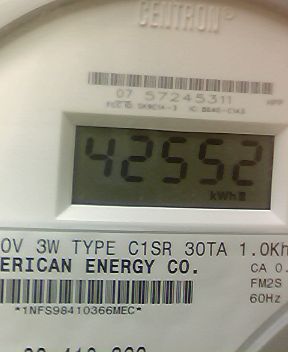 CENTRON®
07 57245311
42552
kWh
0V 3W TYPE C1SR 30TA 1.0Kh
ERICAN ENERGY CO.
CA 0.
FM2S
60Hz
*1NFS98410366MEC*